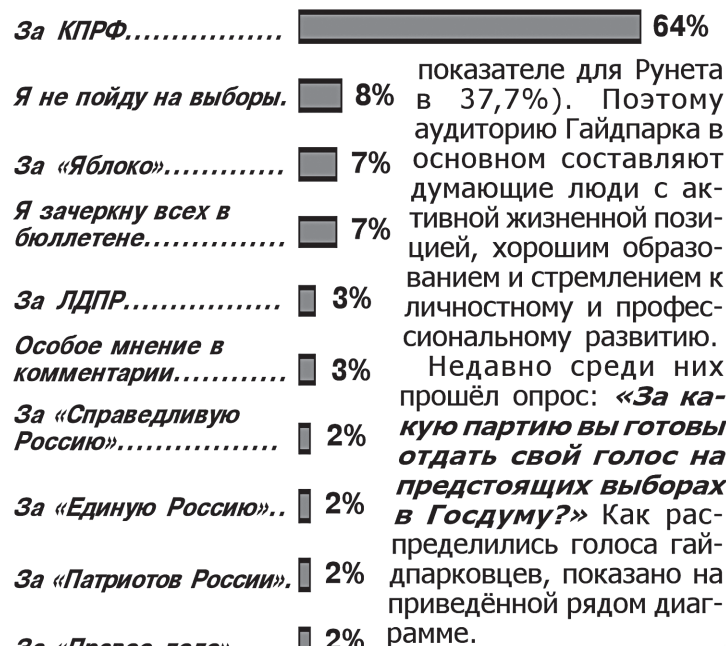 За КПРФ................. 64%
Я не пойду на выборы. 8%
За «Яблоко»............. 7%
Я зачеркну всех в
бюллетене............... 7%
За ЛДПР................. 3%
Особое мнение в
комментарии............ 3%
За «Справедливую
Россию»................. 2%
За «Единую Россию».. 2%
За «Патриотов России». 2%
За «Правое дело» 2%
показателе для Рунета
в 37,7%). Поэтому
аудиторию Гайдпарка в
основном составляют
думающие люди с ак-
тивной жизненной пози-
цией, хорошим образо-
ванием и стремлением к
личностному и профес-
сиональному развитию.
Недавно среди них
прошёл опрос: «За ка-
кую партию вы готовы
отдать свой голос на
предстоящих выборах
в Госдуму?» Как рас-
пределились голоса гай-
дпарковцев, показано на
приведённой рядом диаг-
рамме.